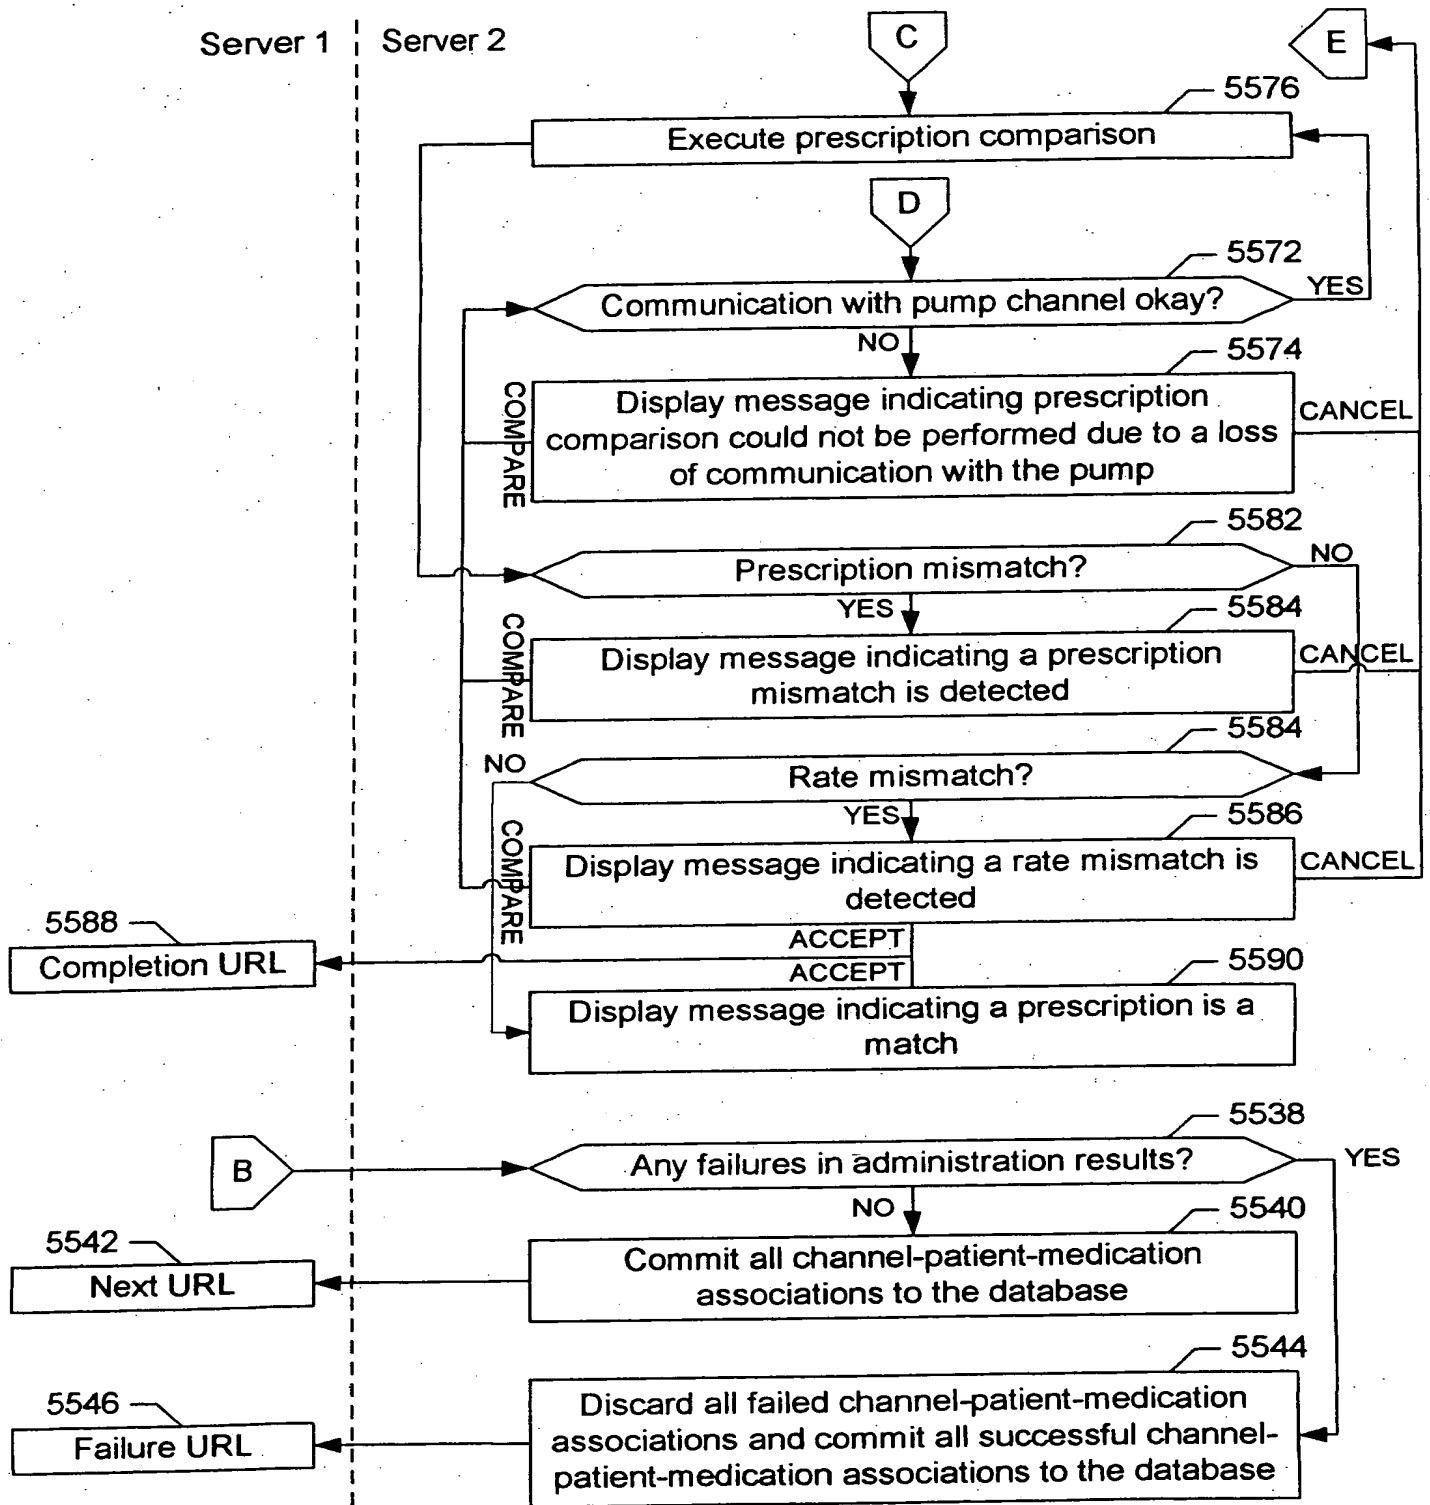 Server 1
Server 2
C
E
5576
Execute prescription comparison
D
5572
Communication with pump channel okay?
YES
NO
5574
COMPARE
Display message indicating prescription
comparison could not be performed due to a loss
of communication with the pump
CANCEL
5582
Prescription mismatch?
NO
YES
5584
COMPARE
Display message indicating a prescription
mismatch is detected
CANCEL
5584
NO
Rate mismatch?
YES
5586
COMPARE
Display message indicating a rate mismatch is
detected
CANCEL
5588
Completion URL
ACCEPT
ACCEPT
5590
Display message indicating a prescription is a
match
5538
B
Any failures in administration results?
YES
NO
5540
5542
Next URL
Commit all channel-patient-medication
associations to the database
5544
5546
Failure URL
Discard all failed channel-patient-medication
associations and commit all successful channel-
patient-medication associations to the database